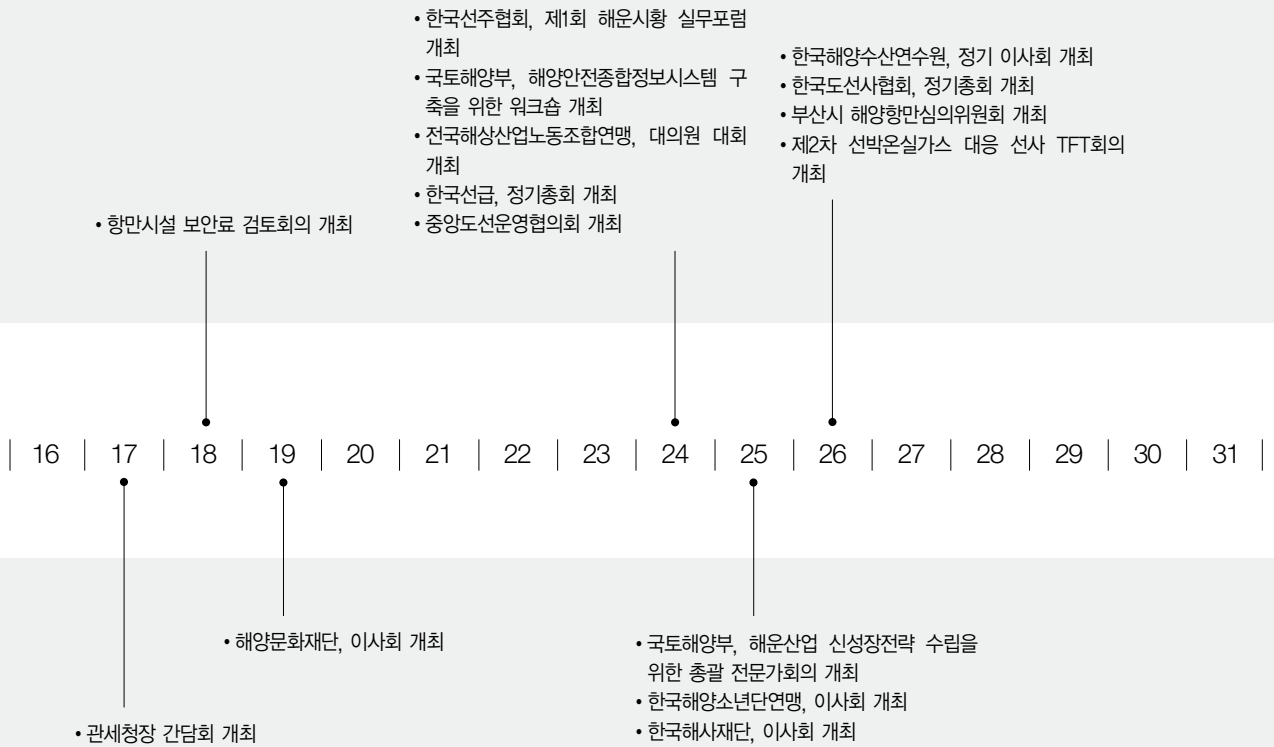 • 한국선주협회, 제1회 해운시황 실무포럼
개최
• 국토해양부, 해양안전종합정보시스템 구
축을 위한 워크숍 개최
• 전국해상산업노동조합연맹, 대의원 대회
개최
• 한국선급, 정기총회 개최
• 중앙도선운영협의회 개최
• 한국해양수산연수원, 정기 이사회 개최
• 한국도선사협회, 정기총회 개최
• 부산시 해양항만심의위원회 개최
• 제2차 선박온실가스 대응 선사 TFT회의
개최
• 항만시설 보안료 검토회의 개최
16 17 18 19 20 21 22 23 24 25 26 27 28 29 30 31
• 해양문화재단, 이사회 개최
• 관세청장 간담회 개최
• 국토해양부, 해운산업 신성장전략 수립을
위한 총괄 전문가회의 개최
• 한국해양소년단연맹, 이사회 개최
• 한국해사재단, 이사회 개최